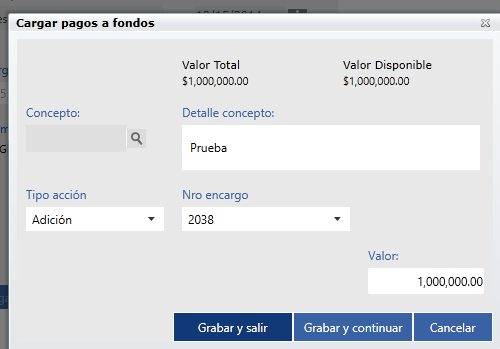 Cargar pagos a fondos
Valor Total
Valor Disponible
$1,000,000.00
$1,000,000.00
Concepto:
Detalle concepto:
Prueba
Tipo acción
Nro encargo
Adición
2038
Valor:
1,000,000.00
Grabar y salir
Grabar y continuar
Cancelar